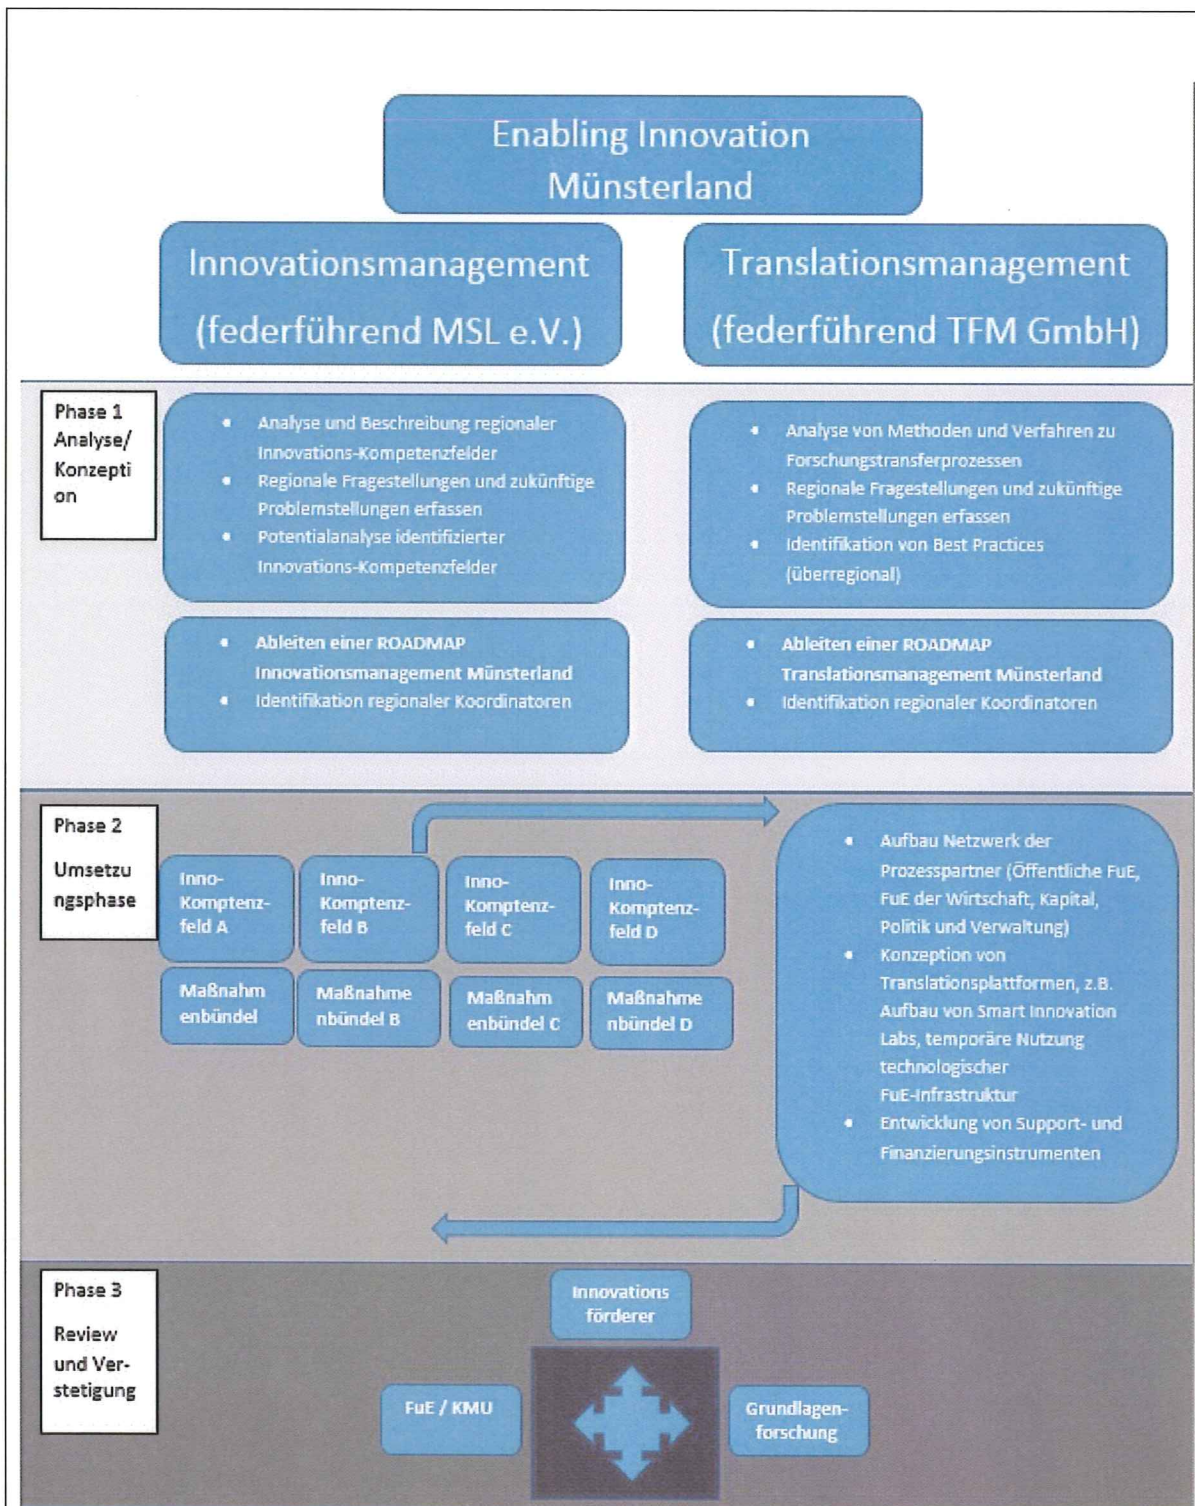 Enabling Innovation
Münsterland
Innovationsmanagement
(federführend MSL e.V.)
Translationsmanagement
(federführend TFM GmbH)
Phase 1
Analyse/
Konzepti
on
• Analyse und Beschreibung regionaler
Innovations-Kompetenzfelder
• Regionale Fragestellungen und zukünftige
Problemstellungen erfassen
• Potentialanalyse identifizierter
Innovations-Kompetenzfelder
• Analyse von Methoden und Verfahren zu
Forschungstransferprozessen
• Regionale Fragestellungen und zukünftige
Problemstellungen erfassen
• Identifikation von Best Practices
(überregional)
• Ableiten einer ROADMAP
Innovationsmanagement Münsterland
• Identifikation regionaler Koordinatoren
• Ableiten einer ROADMAP
Translationsmanagement Münsterland
• Identifikation regionaler Koordinatoren
Phase 2
Umsetzu
ngsphase
Inno-
Komptenz-
feld A
Inno-
Komptenz-
feld B
Inno-
Komptenz-
feld C
Inno-
Komptenz-
feld D
Maßnahm
enbündel
Maßnahme
nbündel B
Maßnahm
enbündel C
Maßnahme
nbündel D
• Aufbau Netzwerk der
Prozesspartner (Öffentliche FuE,
FuE der Wirtschaft, Kapital,
Politik und Verwaltung)
• Konzeption von
Translationsplattformen, z.B.
Aufbau von Smart Innovation
Labs, temporäre Nutzung
technologischer
FuE-Infrastruktur
• Entwicklung von Support- und
Finanzierungsinstrumenten
Phase 3
Review
und Ver-
stetigung
Innovations
förderer
FuE / KMU
Grundlagen-
forschung